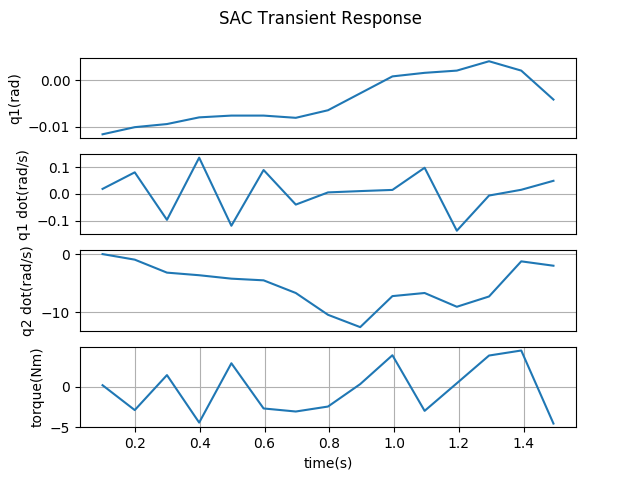 SAC Transient Response
q1(rad)
0.00
−0.01
q1 dot(rad/s)
0.1
0.0
−0.1
q2 dot(rad/s)
0
−10
torque(Nm)
0
−5
0.2 0.4 0.6 0.8 1.0 1.2 1.4
time(s)